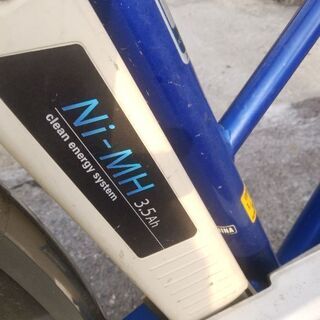 Ni-MH 3.5Ah
clean energy system